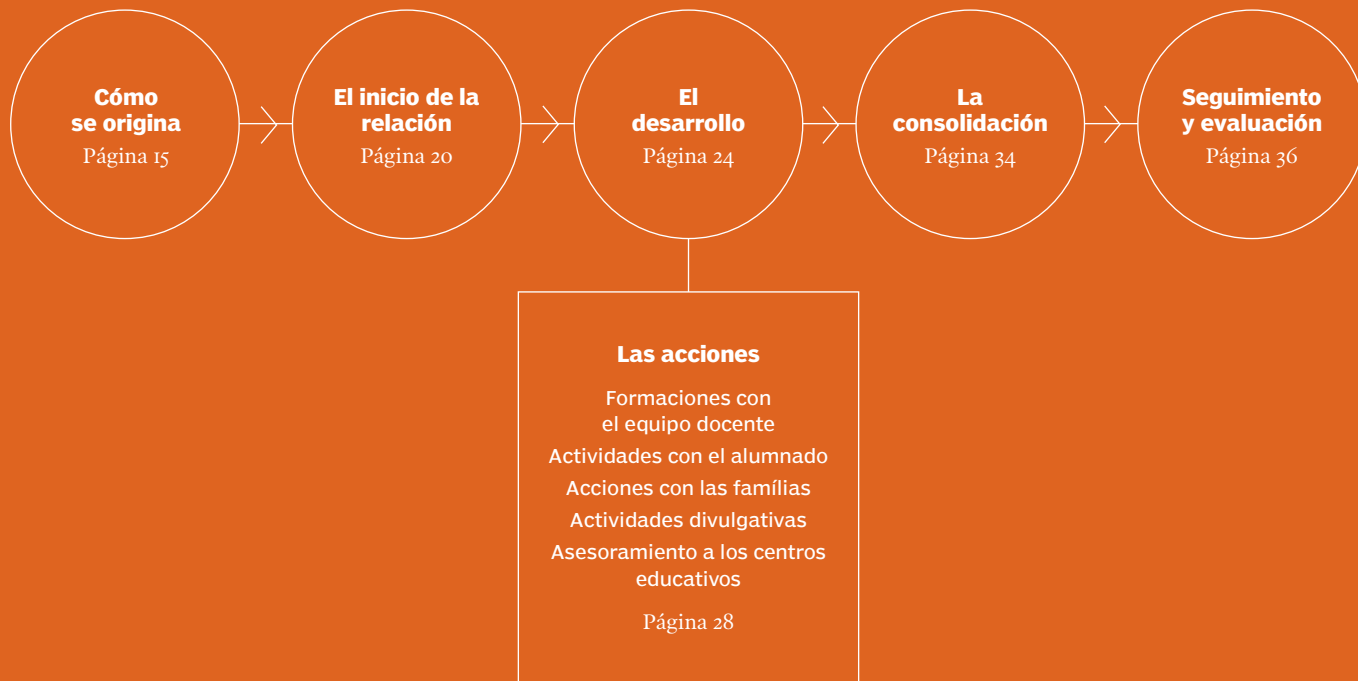 Cómo
se origina
Página 15
El inicio de la
relación
Página 20
El
desarrollo
Página 24
La
consolidación
Página 34
Seguimiento
y evaluación
Página 36
Las acciones
Formaciones con
el equipo docente
Actividades con el alumnado
Acciones con las famílias
Actividades divulgativas
Asesoramiento a los centros
educativos
Página 28